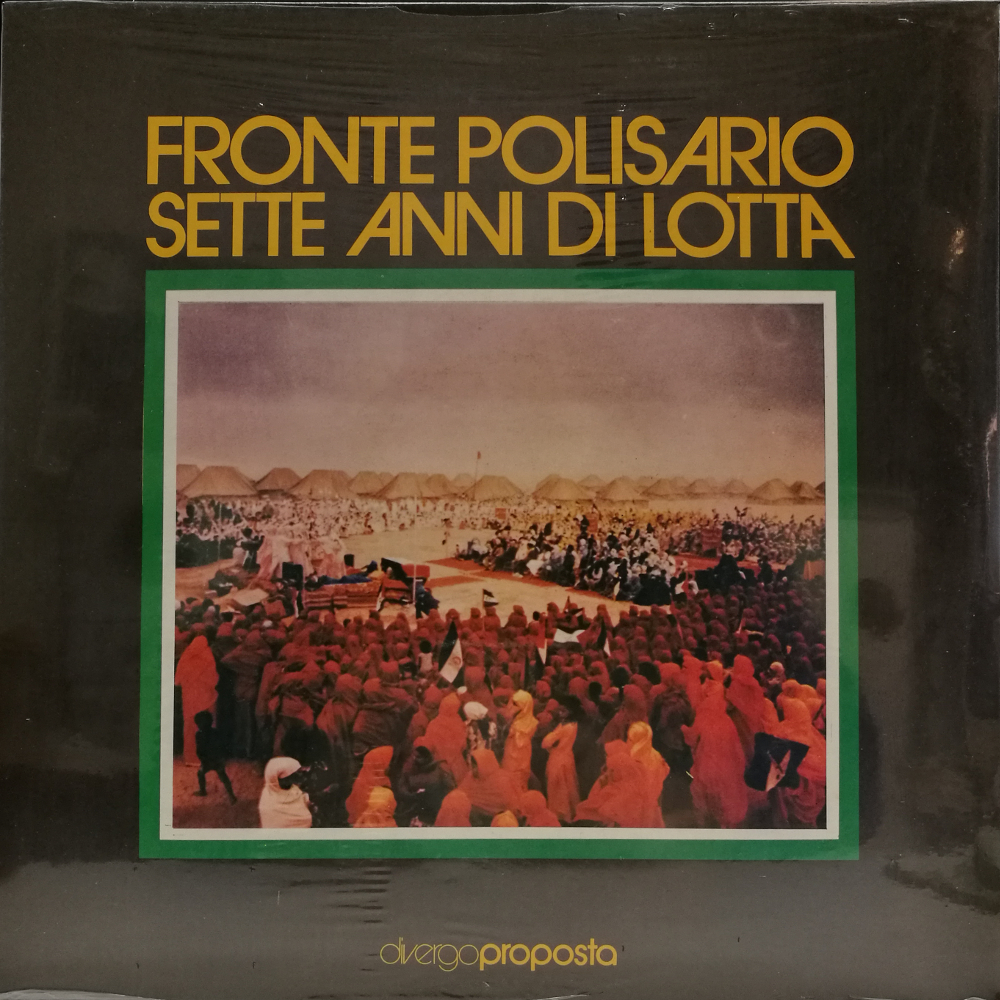 FRONTE POLISARIO
SETTE ANNI DI LOTTA
divergoproposta